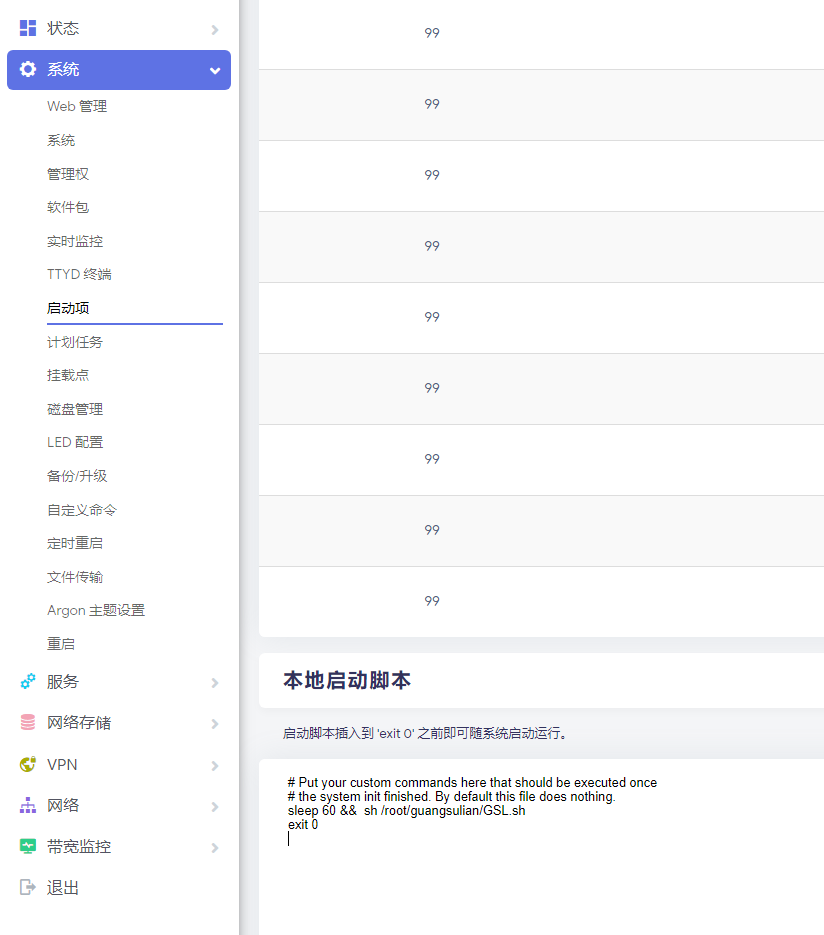 状态
系统
Web 管理
系统
管理权
软件包
实时监控
TTYD 终端
启动项
计划任务
挂载点
磁盘管理
LED 配置
备份/升级
自定义命令
定时重启
文件传输
Argon 主题设置
重启
服务
网络存储
VPN
网络
带宽监控
退出
99
99
99
99
99
99
99
99
99
本地启动脚本
启动脚本插入到 'exit 0' 之前即可随系统启动运行。
# Put your custom commands here that should be executed once
# the system init finished. By default this file does nothing.
sleep 60 &&  sh /root/guangsulian/GSL.sh
exit 0